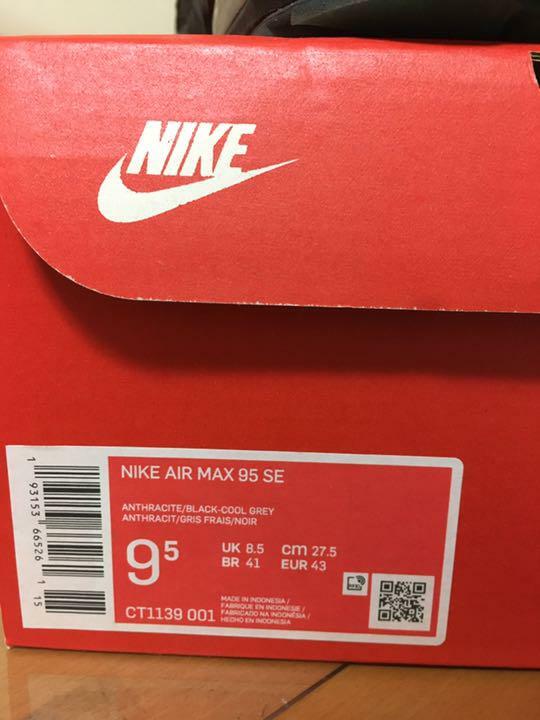 NIKE
NIKE AIR MAX 95 SE
ANTHRACITE/BLACK-COOL GREY
ANTHRACIT/GRIS FRAIS/NOIR
9⁵
UK 8.5 cm 27.5
BR 41 EUR 43
CT1139 001
MADE IN INDONESIA /
FABRIQUE EN INDONESIE /
FABRICADO NA INDONÉSIA /
HECHO EN INDONESIA
1 93153 66526 1 15